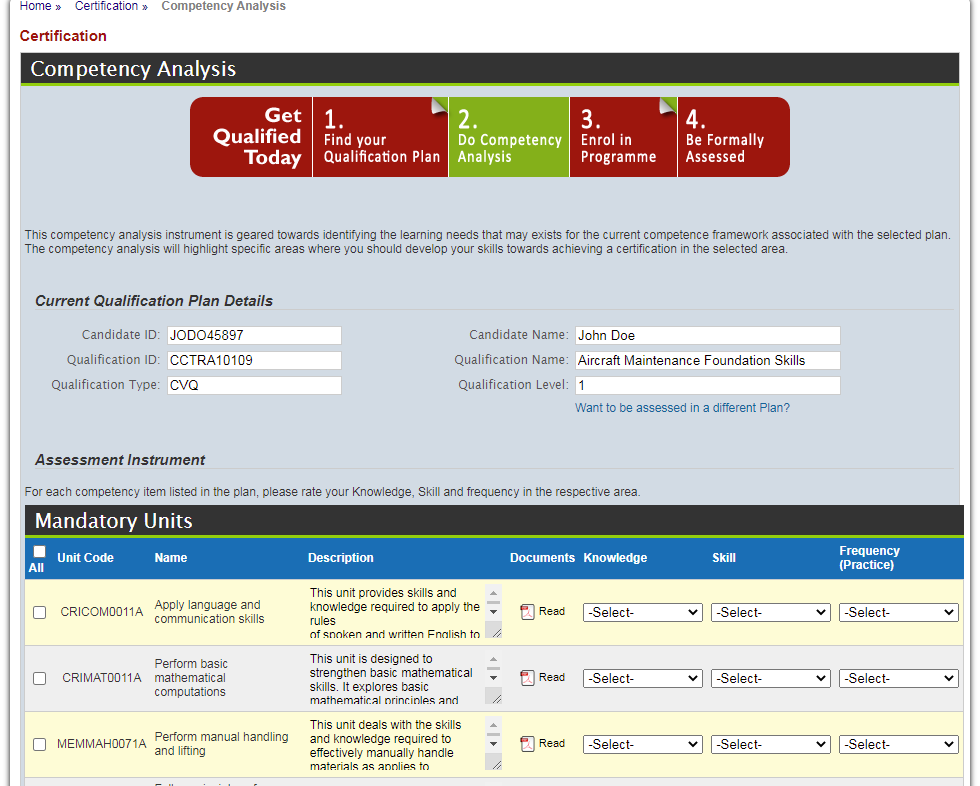 Home » Certification » Competency Analysis
Certification
Competency Analysis
Get
Qualified
Today
1.
Find your
Qualification Plan
2.
Do Competency
Analysis
3.
Enrol in
Programme
4.
Be Formally
Assessed
This competency analysis instrument is geared towards identifying the learning needs that may exists for the current competence framework associated with the selected plan.
The competency analysis will highlight specific areas where you should develop your skills towards achieving a certification in the selected area.
Current Qualification Plan Details
Candidate ID: JODO45897 Candidate Name: John Doe
Qualification ID: CCTRA10109 Qualification Name: Aircraft Maintenance Foundation Skills
Qualification Type: CVQ Qualification Level: 1
Want to be assessed in a different Plan?
Assessment Instrument
For each competency item listed in the plan, please rate your Knowledge, Skill and frequency in the respective area.
Mandatory Units
All Unit Code Name Description Documents Knowledge Skill Frequency
(Practice)
CRICOM0011A
Apply language and
communication skills
This unit provides skills and
knowledge required to apply the
rules
of spoken and written English to
Read -Select- -Select- -Select-
CRIMAT0011A
Perform basic
mathematical
computations
This unit is designed to
strengthen basic mathematical
skills. It explores basic
mathematical principles and
Read -Select- -Select- -Select-
MEMMAH0071A
Perform manual handling
and lifting
This unit deals with the skills
and knowledge required to
effectively manually handle
materials as applies to
Read -Select- -Select- -Select-